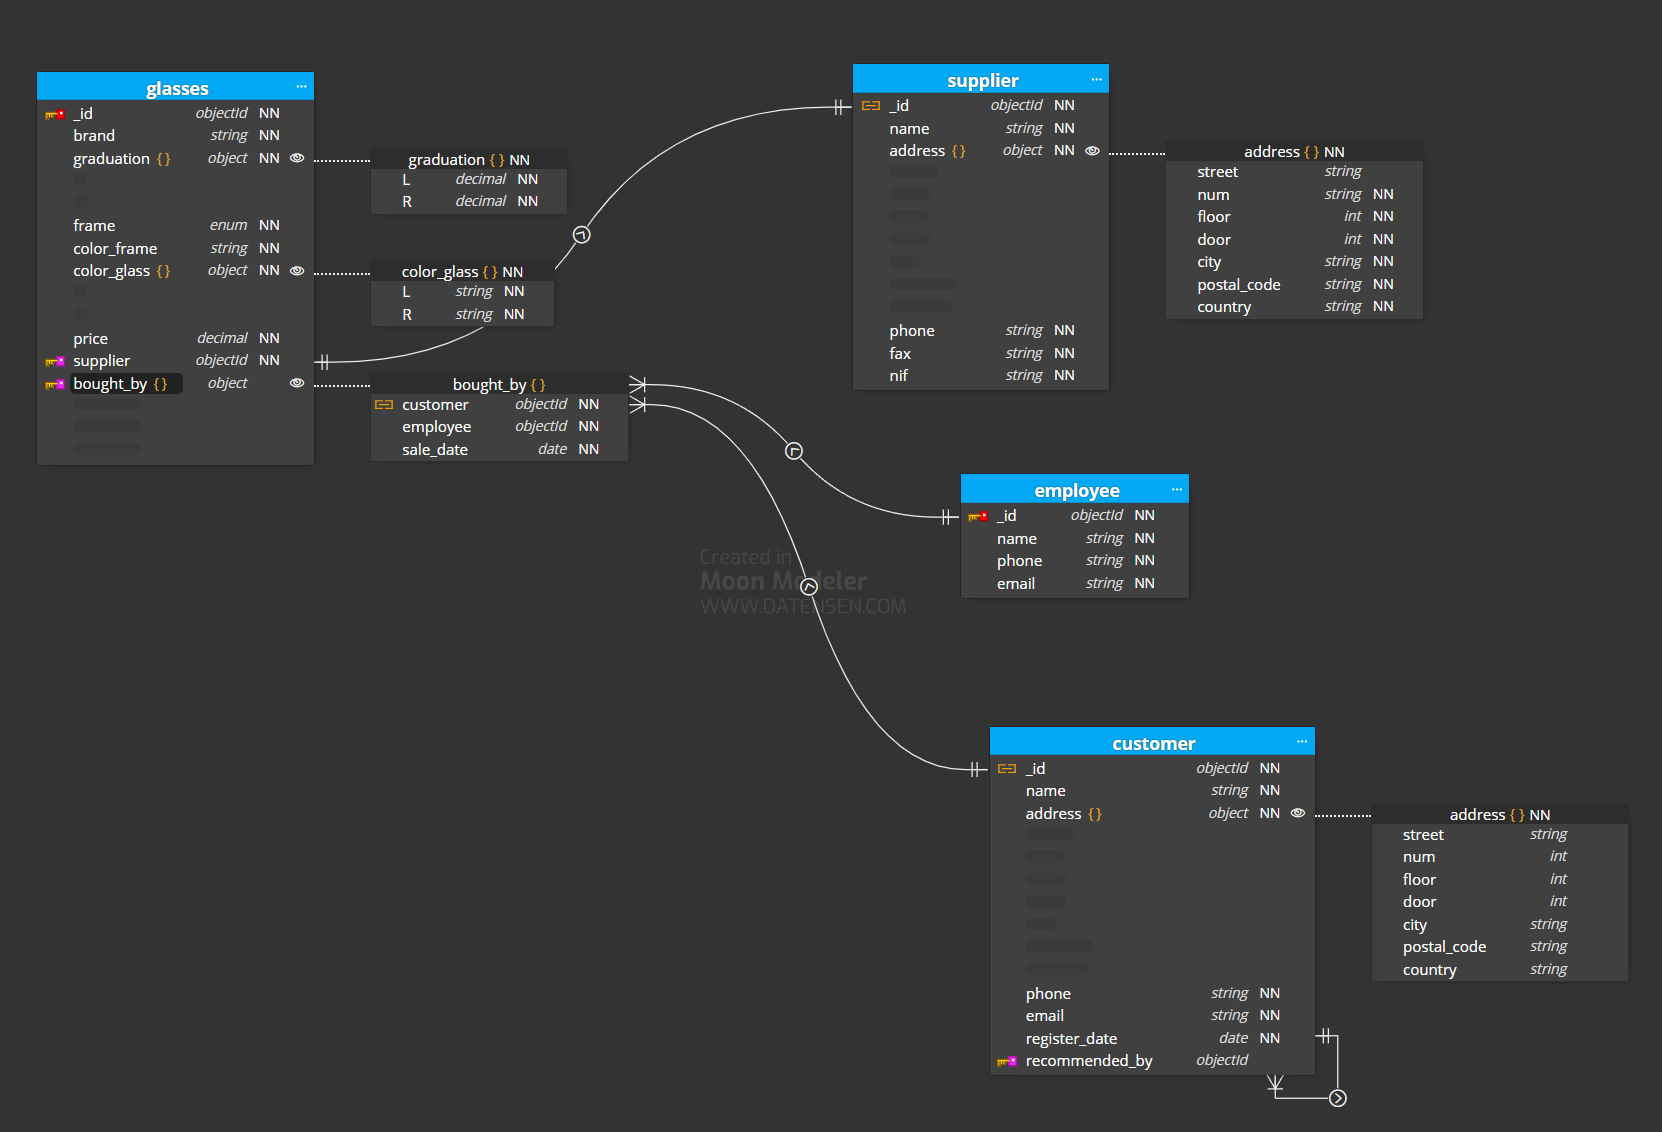 glasses ...
_id objectId NN
brand string NN
graduation { } object NN
frame enum NN
color_frame string NN
color_glass { } object NN
price decimal NN
supplier objectId NN
bought_by { } object
graduation { } NN
L decimal NN
R decimal NN
color_glass { } NN
L string NN
R string NN
bought_by { }
customer objectId NN
employee objectId NN
sale_date date NN
supplier ...
_id objectId NN
name string NN
address { } object NN
phone string NN
fax string NN
nif string NN
address { } NN
street string
num string NN
floor int NN
door int NN
city string NN
postal_code string NN
country string NN
employee ...
_id objectId NN
name string NN
phone string NN
email string NN
Created in
Moon Modeler
WWW.DATENSEN.COM
customer ...
_id objectId NN
name string NN
address { } object NN
phone string NN
email string NN
register_date date NN
recommended_by objectId
address { } NN
street string
num int
floor int
door int
city string
postal_code string
country string